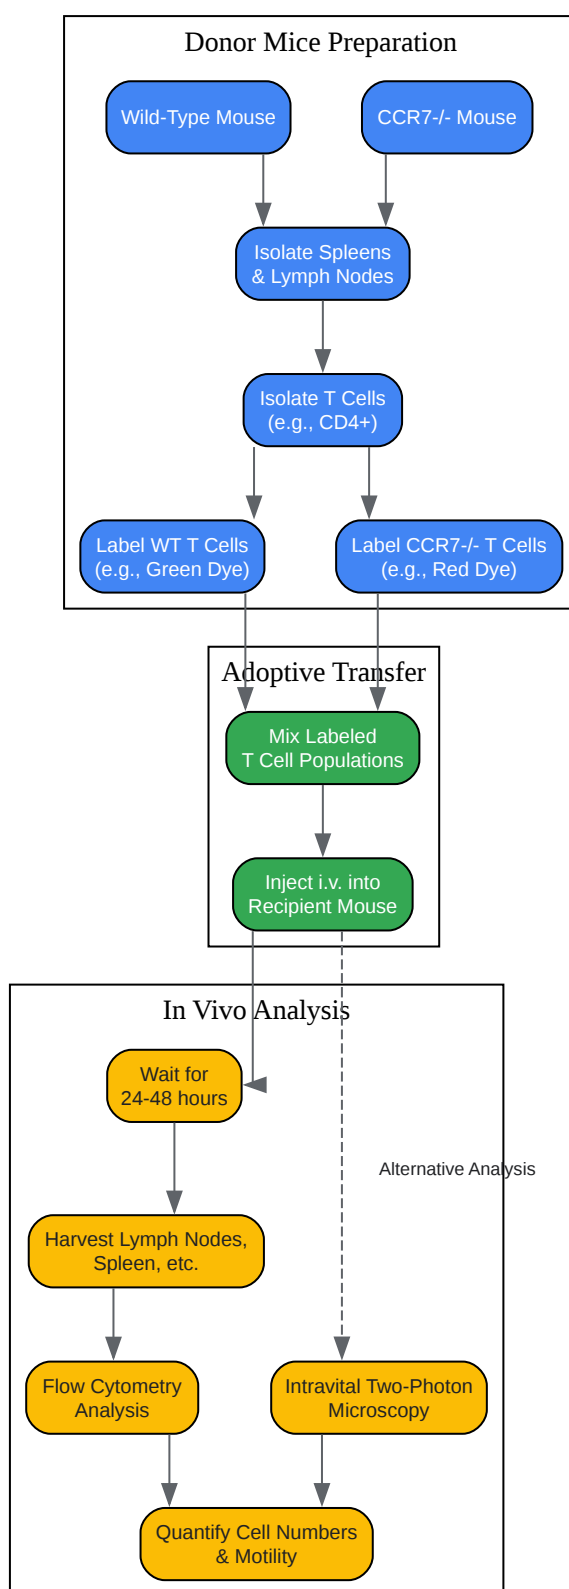 Donor Mice Preparation
Wild-Type Mouse
CCR7-/- Mouse
Isolate Spleens
& Lymph Nodes
Isolate T Cells
(e.g., CD4+)
Label WT T Cells
(e.g., Green Dye)
Label CCR7-/- T Cells
(e.g., Red Dye)
Adoptive Transfer
Mix Labeled
T Cell Populations
Inject i.v. into
Recipient Mouse
In Vivo Analysis
Wait for
24-48 hours
Alternative Analysis
Harvest Lymph Nodes,
Spleen, etc.
Flow Cytometry
Analysis
Intravital Two-Photon
Microscopy
Quantify Cell Numbers
& Motility